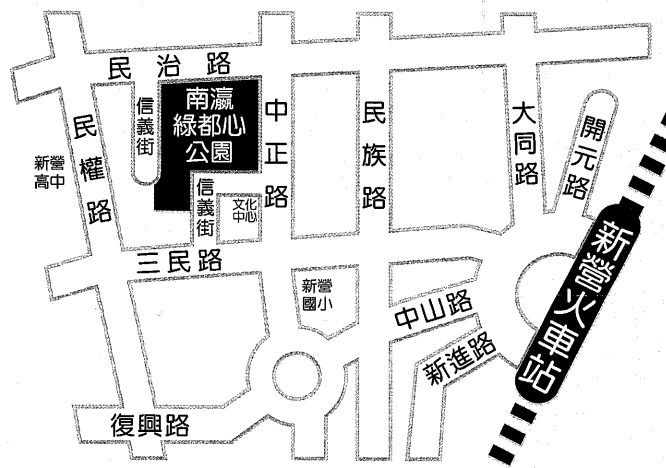 民治路
南瀛
綠都心
公園
信義街
中正路
民族路
大同路
開元路
新營
高中
民權路
信義街
文化
中心
新營火車站
三民路
新營
國小
中山路
新進路
復興路